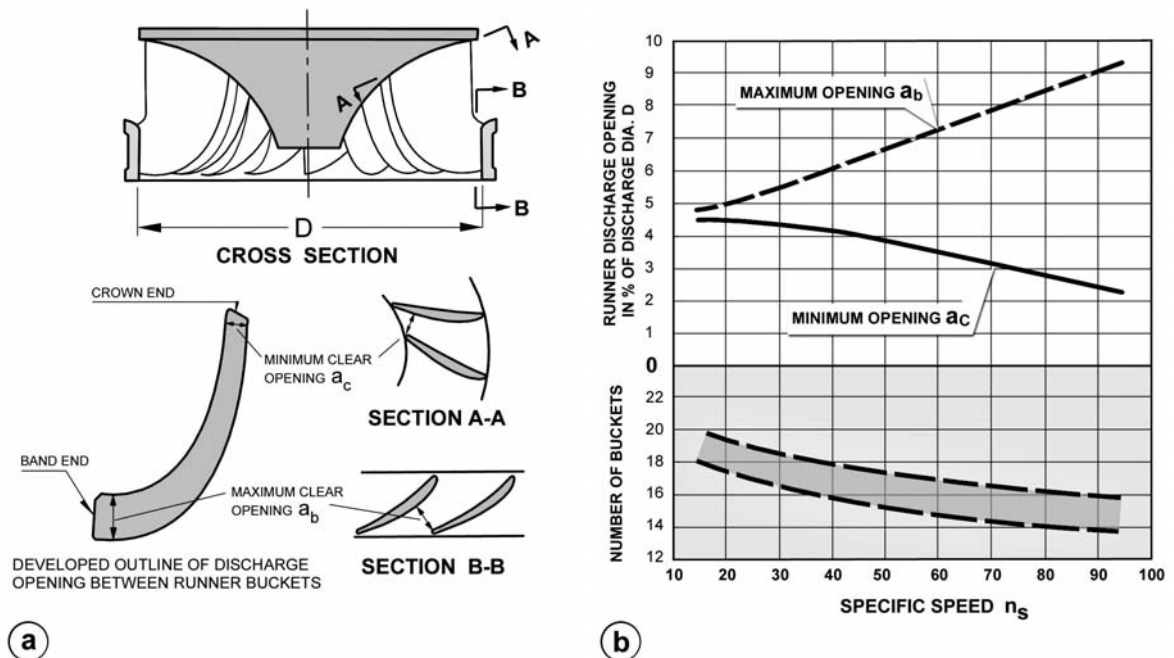 A
A
B
B
D
CROSS SECTION
CROWN END
MINIMUM CLEAR
OPENING ac
SECTION A-A
BAND END
MAXIMUM CLEAR
OPENING ab
SECTION B-B
DEVELOPED OUTLINE OF DISCHARGE
OPENING BETWEEN RUNNER BUCKETS
a
RUNNER DISCHARGE OPENING
IN % OF DISCHARGE DIA. D
10
9
8
7
6
5
4
3
2
1
0
MAXIMUM OPENING ab
MINIMUM OPENING ac
NUMBER OF BUCKETS
22
20
18
16
14
12
10 20 30 40 50 60 70 80 90 100
SPECIFIC SPEED ns
b